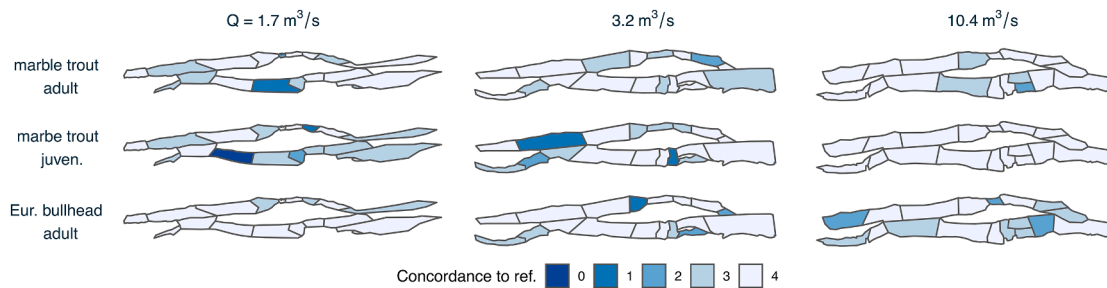 Q = 1.7 m³/s 3.2 m³/s 10.4 m³/s
marble trout
adult
marbe trout
juven.
Eur. bullhead
adult
Concordance to ref. 0 1 2 3 4